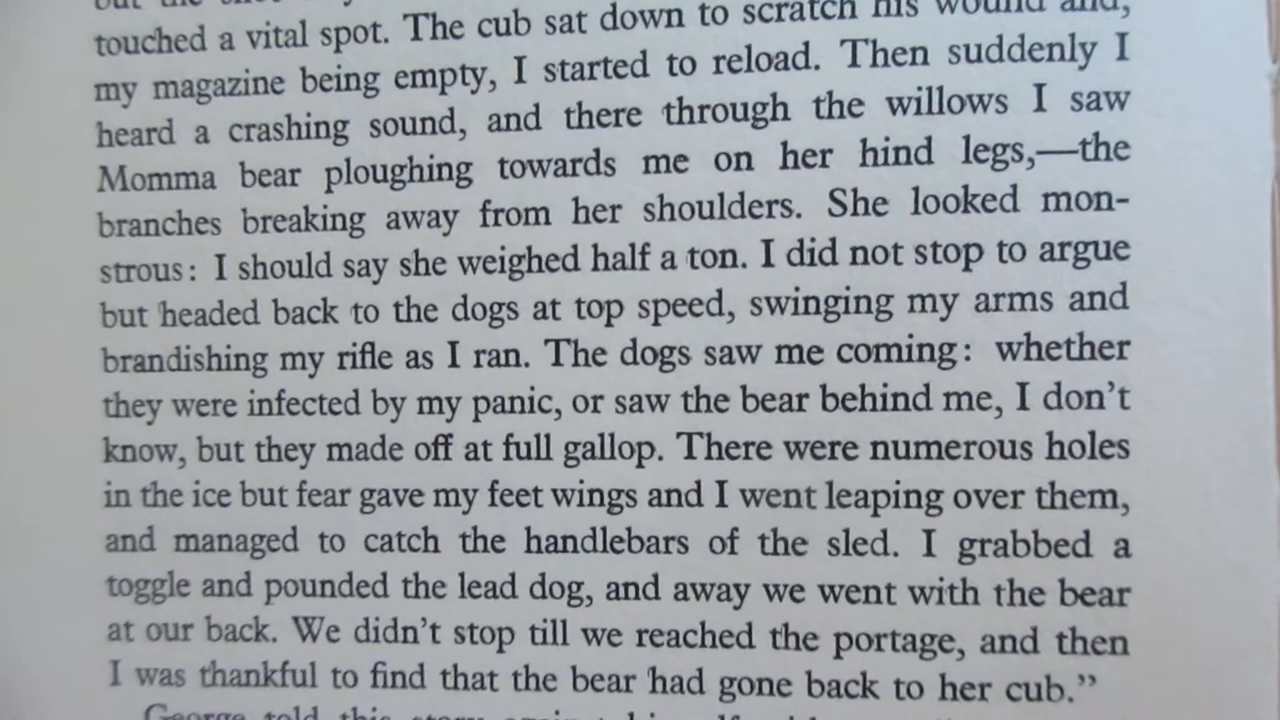 touched a vital spot. The cub sat down to scratch his wound and,
my magazine being empty, I started to reload. Then suddenly I
heard a crashing sound, and there through the willows I saw
Momma bear ploughing towards me on her hind legs,—the
branches breaking away from her shoulders. She looked mon-
strous: I should say she weighed half a ton. I did not stop to argue
but headed back to the dogs at top speed, swinging my arms and
brandishing my rifle as I ran. The dogs saw me coming: whether
they were infected by my panic, or saw the bear behind me, I don't
know, but they made off at full gallop. There were numerous holes
in the ice but fear gave my feet wings and I went leaping over them,
and managed to catch the handlebars of the sled. I grabbed a
toggle and pounded the lead dog, and away we went with the bear
at our back. We didn't stop till we reached the portage, and then
I was thankful to find that the bear had gone back to her cub.”
George told this story